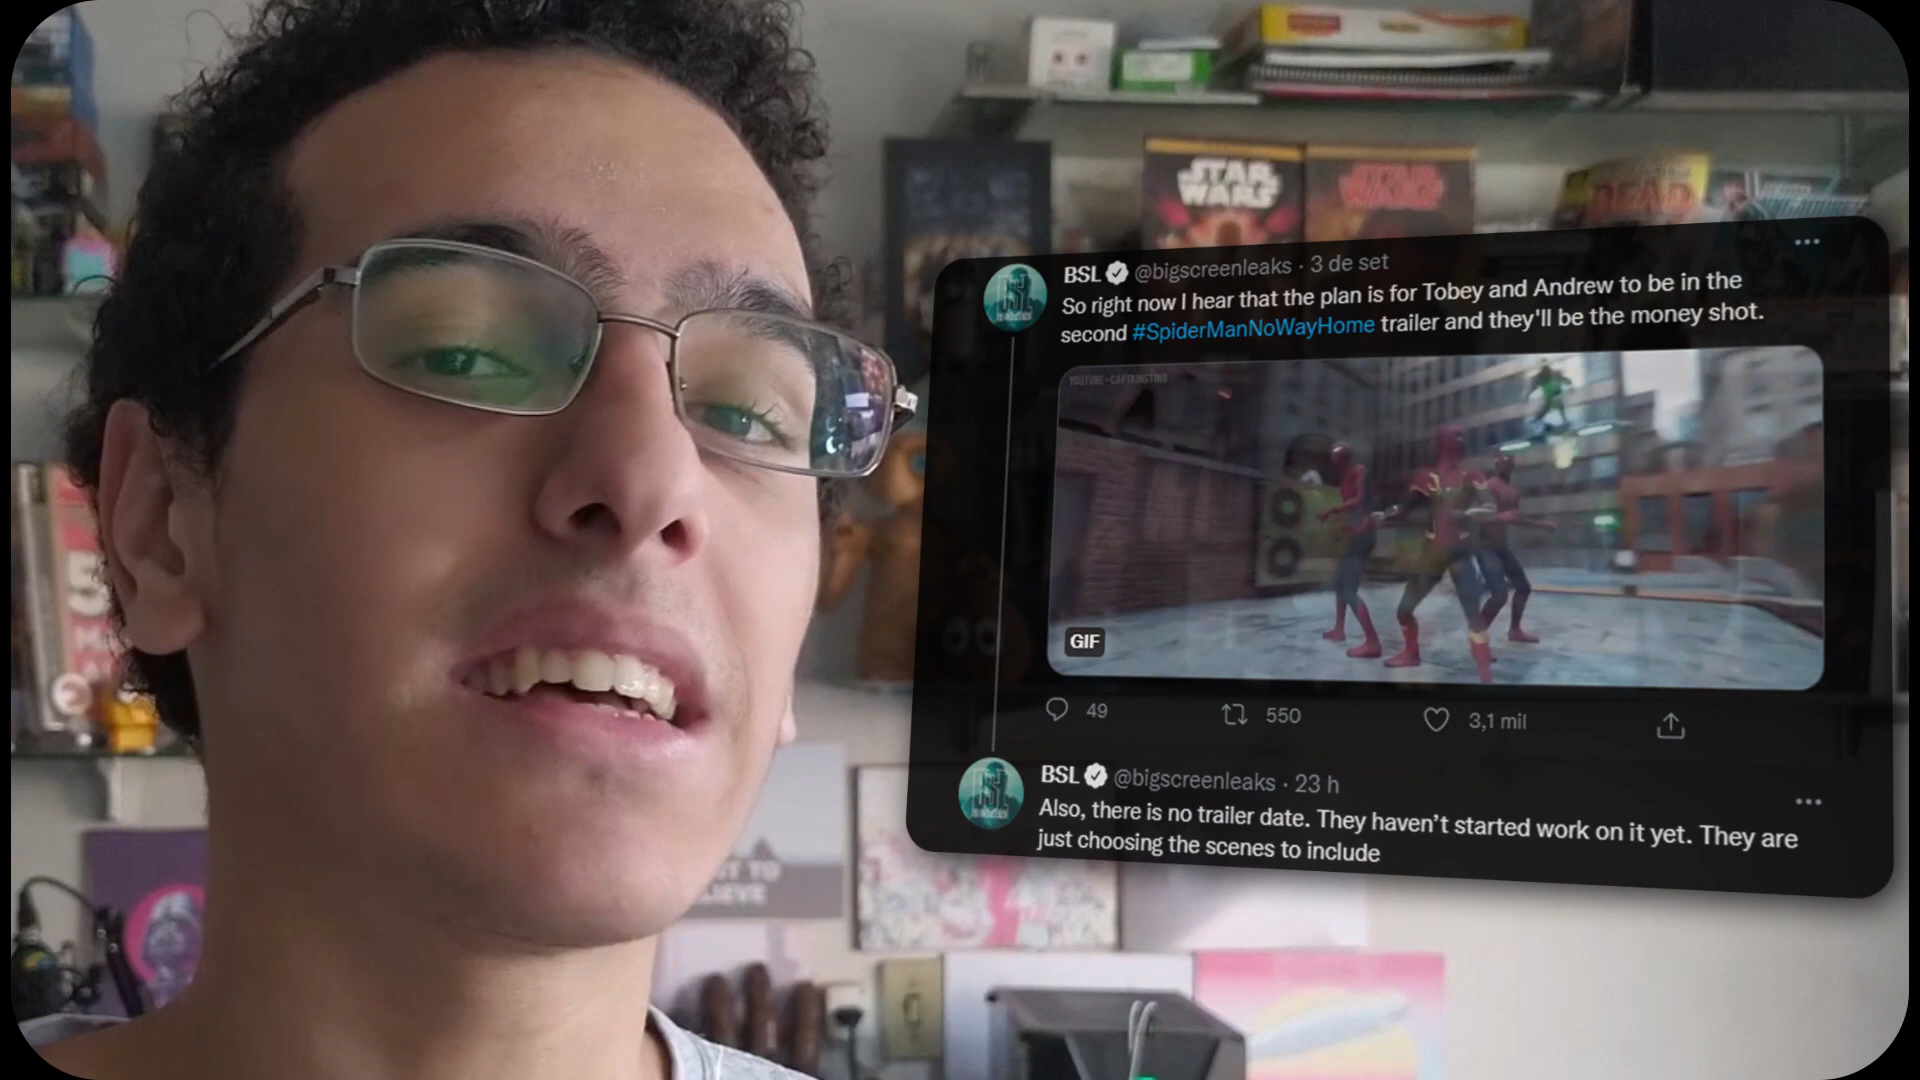 STAR
WARS
STAR
WARS
DEAD
BSL @bigscreenleaks · 3 de set
So right now I hear that the plan is for Tobey and Andrew to be in the
second #SpiderManNoWayHome trailer and they'll be the money shot.
YOUTUBE-CAPTAINSTINO
GIF
49 550 3,1 mil
BSL @bigscreenleaks · 23 h
Also, there is no trailer date. They haven't started work on it yet. They are
just choosing the scenes to include